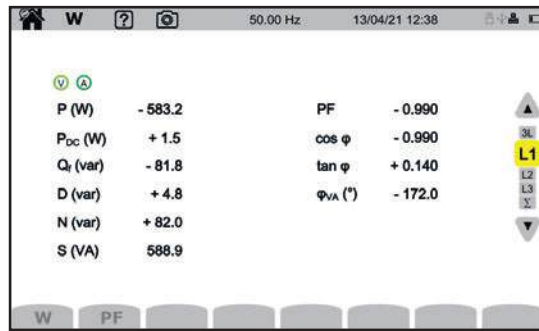 W ? 50.00 Hz 13/04/21 12:38
V A
P (W) - 583.2 PF - 0.990
PDC (W) + 1.5 cos φ - 0.990
Qf (var) - 81.8 tan φ + 0.140
D (var) + 4.8 φVA (°) - 172.0
N (var) + 82.0
S (VA) 588.9
3L
L1
L2
L3
Σ
W PF